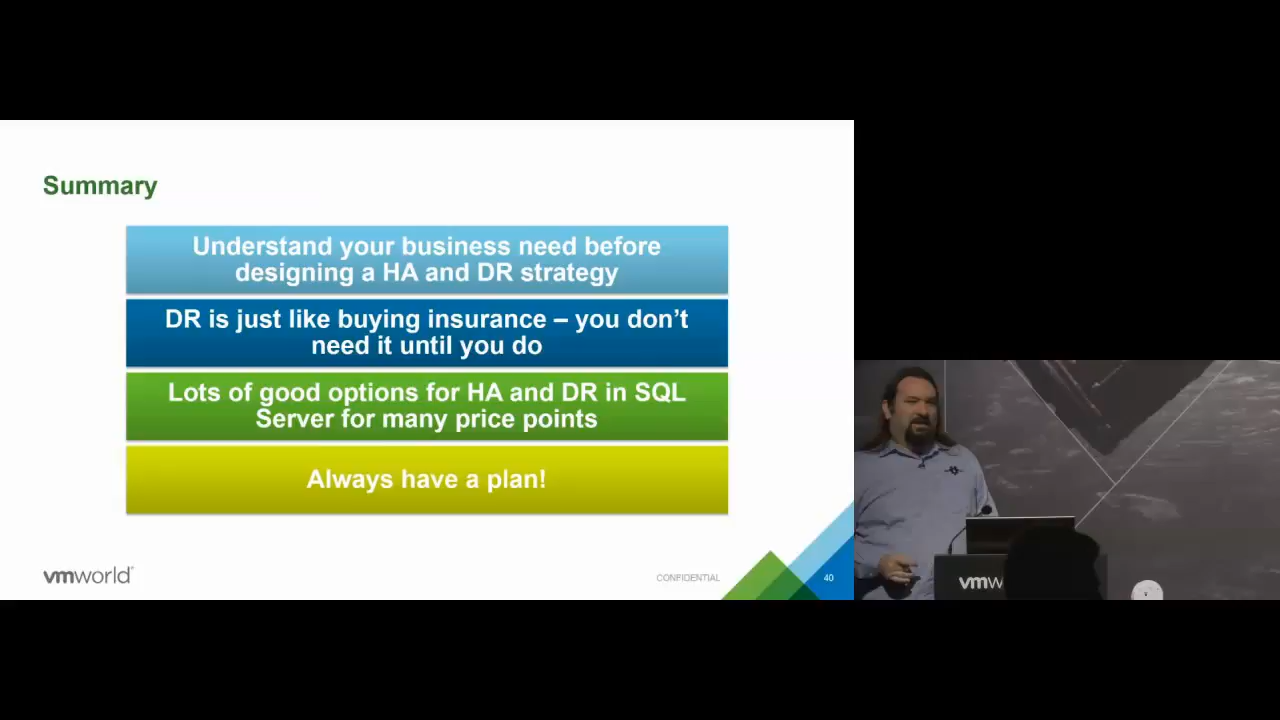 Summary
Understand your business need before
designing a HA and DR strategy
DR is just like buying insurance – you don’t
need it until you do
Lots of good options for HA and DR in SQL
Server for many price points
Always have a plan!
vmworld
CONFIDENTIAL
40
vmw